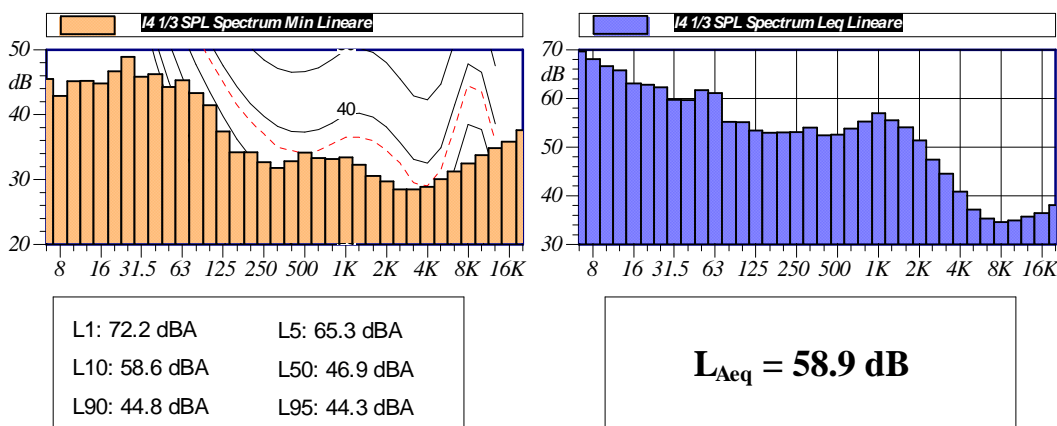 I4 1/3 SPL Spectrum Min Lineare
50
dB
40
30
20
40
8 16 31.5 63 125 250 500 1K 2K 4K 8K 16K
I4 1/3 SPL Spectrum Leq Lineare
70
dB
60
50
40
30
8 16 31.5 63 125 250 500 1K 2K 4K 8K 16K
L1: 72.2 dBA L5: 65.3 dBA
L10: 58.6 dBA L50: 46.9 dBA
L90: 44.8 dBA L95: 44.3 dBA
LAeq = 58.9 dB